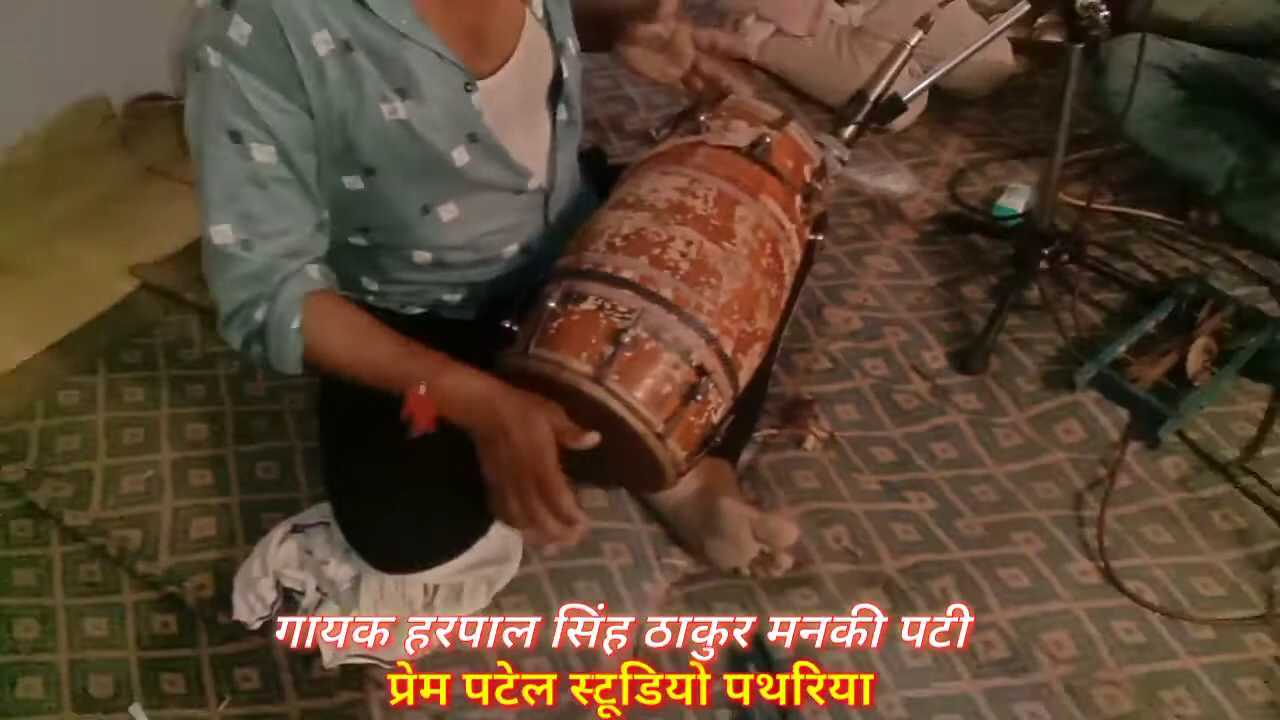 गायक हरपाल सिंह ठाकुर मनकी पटी
प्रेम पटेल स्टूडियो पथरिया